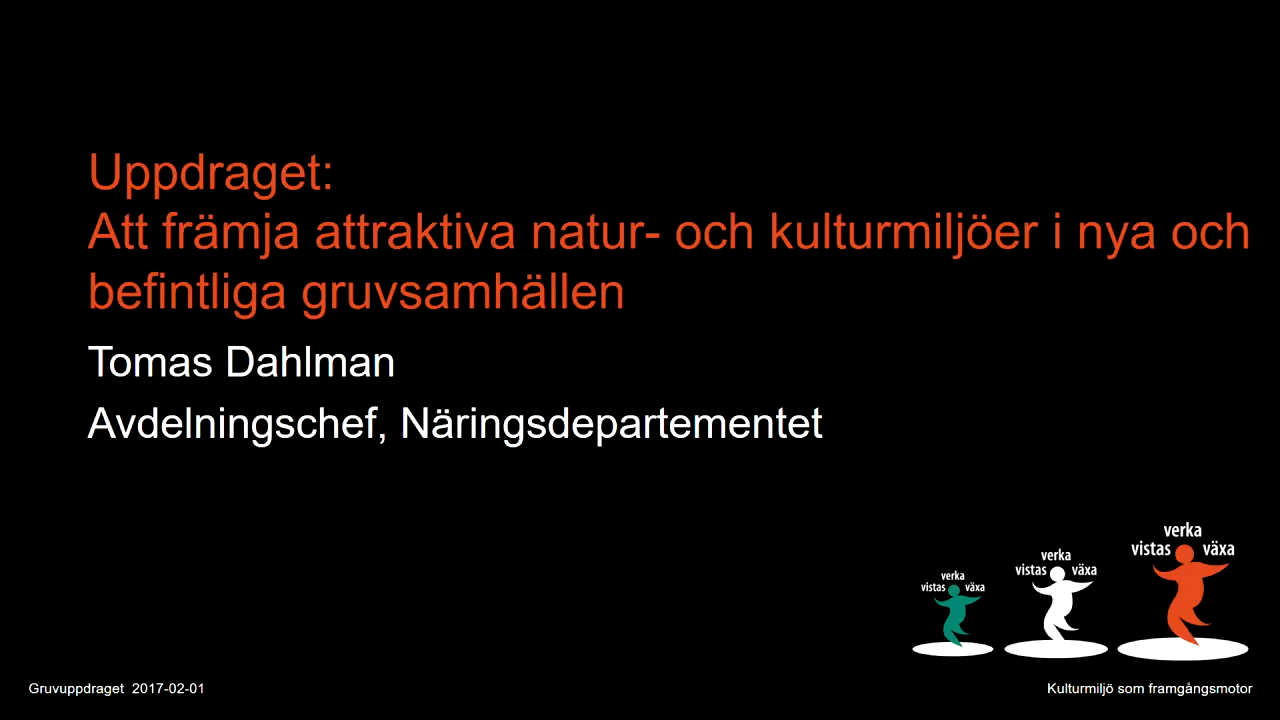 Uppdraget:
Att främja attraktiva natur- och kulturmiljöer i nya och
befintliga gruvsamhällen
Tomas Dahlman
Avdelningschef, Näringsdepartementet
verka
vistas växa
verka
vistas växa
verka
vistas växa
Gruvuppdraget 2017-02-01
Kulturmiljö som framgångsmotor